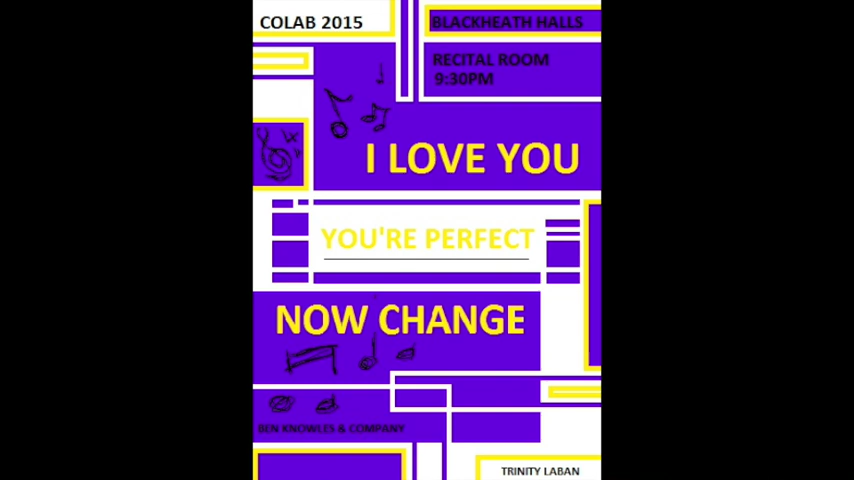 COLAB 2015
BLACKHEATH HALLS
RECITAL ROOM
9:30PM
I LOVE YOU
YOU'RE PERFECT
NOW CHANGE
BEN KNOWLES & COMPANY
TRINITY LABAN